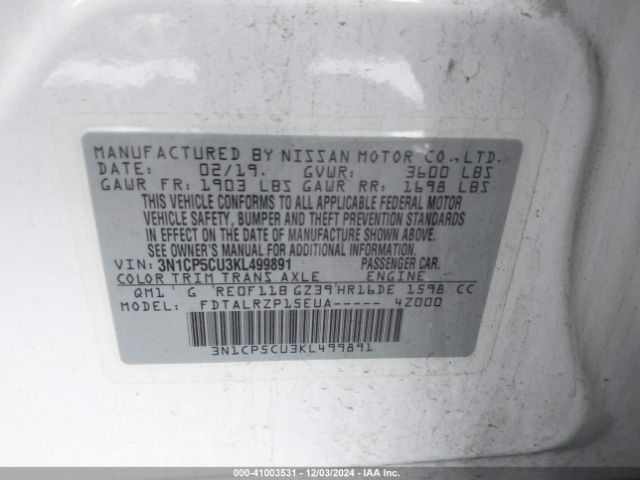 MANUFACTURED BY NISSAN MOTOR CO.,LTD.
DATE: 02/19. GVWR: 3600 LBS
GAWR FR: 1903 LBS GAWR RR: 1698 LBS
THIS VEHICLE CONFORMS TO ALL APPLICABLE FEDERAL MOTOR
VEHICLE SAFETY, BUMPER AND THEFT PREVENTION STANDARDS
IN EFFECT ON THE DATE OF MANUFACTURE SHOWN ABOVE.
SEE OWNER'S MANUAL FOR ADDITIONAL INFORMATION.
VIN: 3N1CP5CU3KL499891 PASSENGER CAR.
COLOR TRIM TRANS AXLE ENGINE
QM1 G RE0F11B GZ39 HR16DE 1598 CC
MODEL: FDTALRZP15EUA----- 4Z000
3N1CP5CU3KL499891
000-41003531 - 12/03/2024 - IAA Inc.